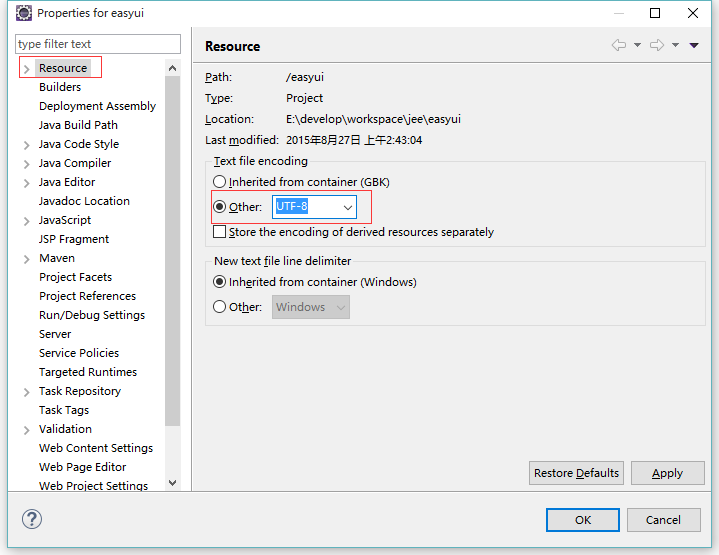 Properties for easyui
type filter text
Resource
Builders
Deployment Assembly
Java Build Path
Java Code Style
Java Compiler
Java Editor
Javadoc Location
JavaScript
JSP Fragment
Maven
Project Facets
Project References
Run/Debug Settings
Server
Service Policies
Targeted Runtimes
Task Repository
Task Tags
Validation
Web Content Settings
Web Page Editor
Web Project Settings
Resource
Path: /easyui
Type: Project
Location: E:\develop\workspace\jee\easyui
Last modified: 2015年8月27日 上午2:43:04
Text file encoding
Inherited from container (GBK)
Other: UTF-8
Store the encoding of derived resources separately
New text file line delimiter
Inherited from container (Windows)
Other: Windows
Restore Defaults Apply
? OK Cancel